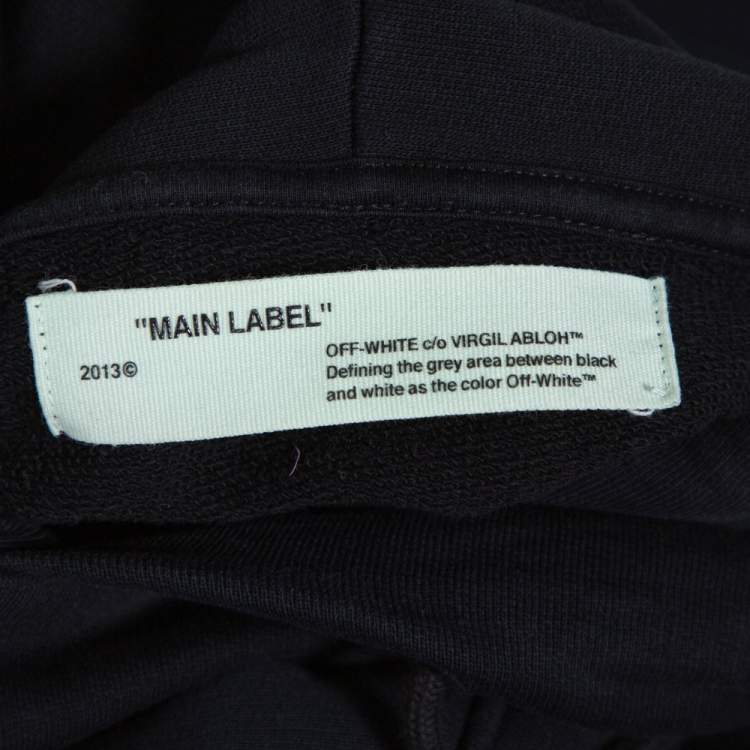 "MAIN LABEL"
2013©
OFF-WHITE c/o VIRGIL ABLOH™
Defining the grey area between black
and white as the color Off-White™